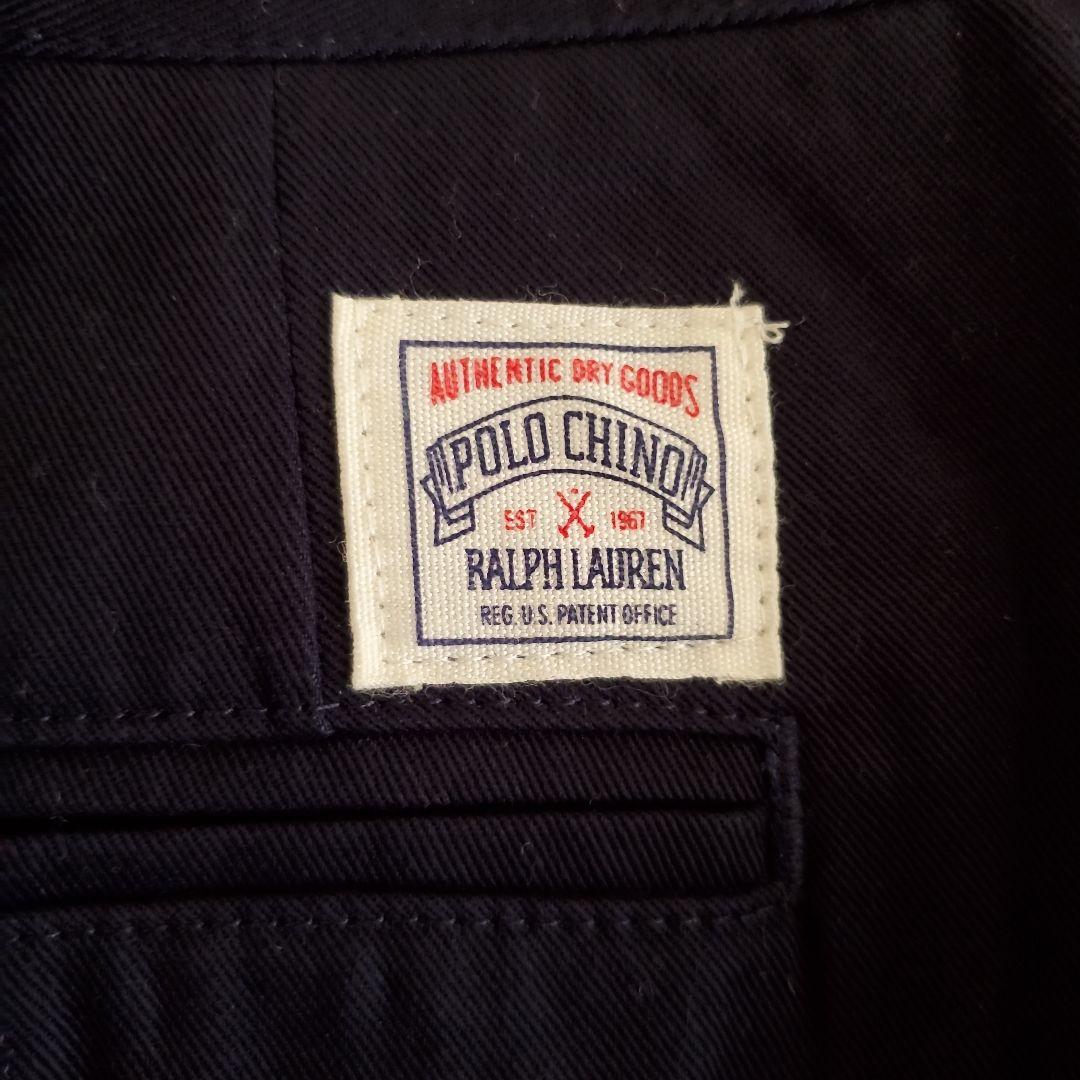 AUTHENTIC DRY GOODS
POLO CHINO
EST 1967
RALPH LAUREN
REG. U.S. PATENT OFFICE